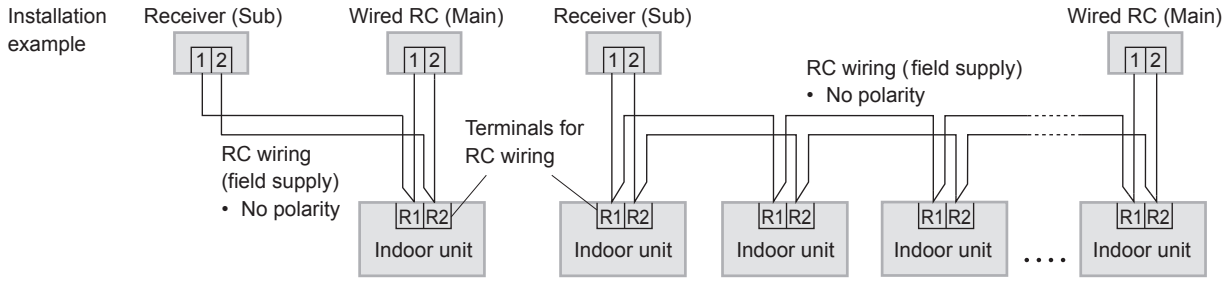 Installation
example
Receiver (Sub)
Wired RC (Main)
Receiver (Sub)
Wired RC (Main)
1 2
1 2
1 2
1 2
RC wiring (field supply)
• No polarity
Terminals for
RC wiring
RC wiring
(field supply)
• No polarity
R1 R2
R1 R2
R1 R2
R1 R2
R1 R2
Indoor unit
Indoor unit
Indoor unit
Indoor unit
Indoor unit